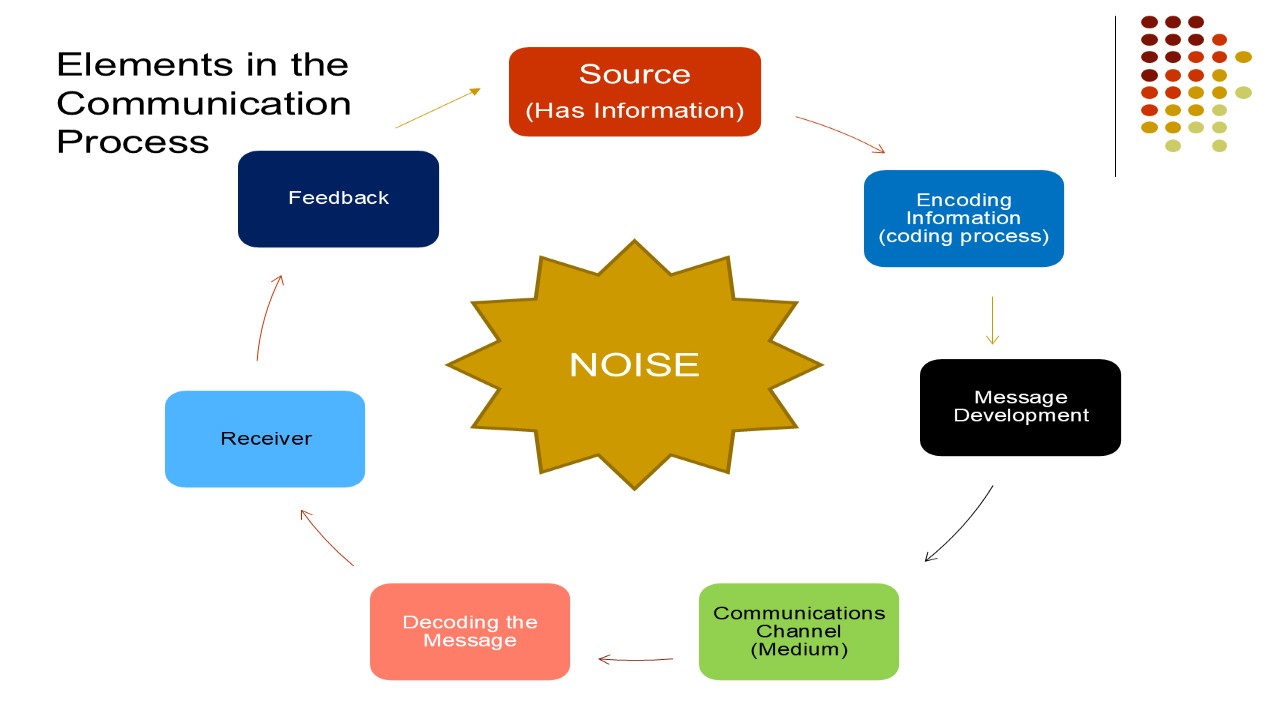 Elements in the
Communication
Process
Source
(Has Information)
Encoding
Information
(coding process)
Message
Development
Communications
Channel
(Medium)
Decoding the
Message
Receiver
Feedback
NOISE